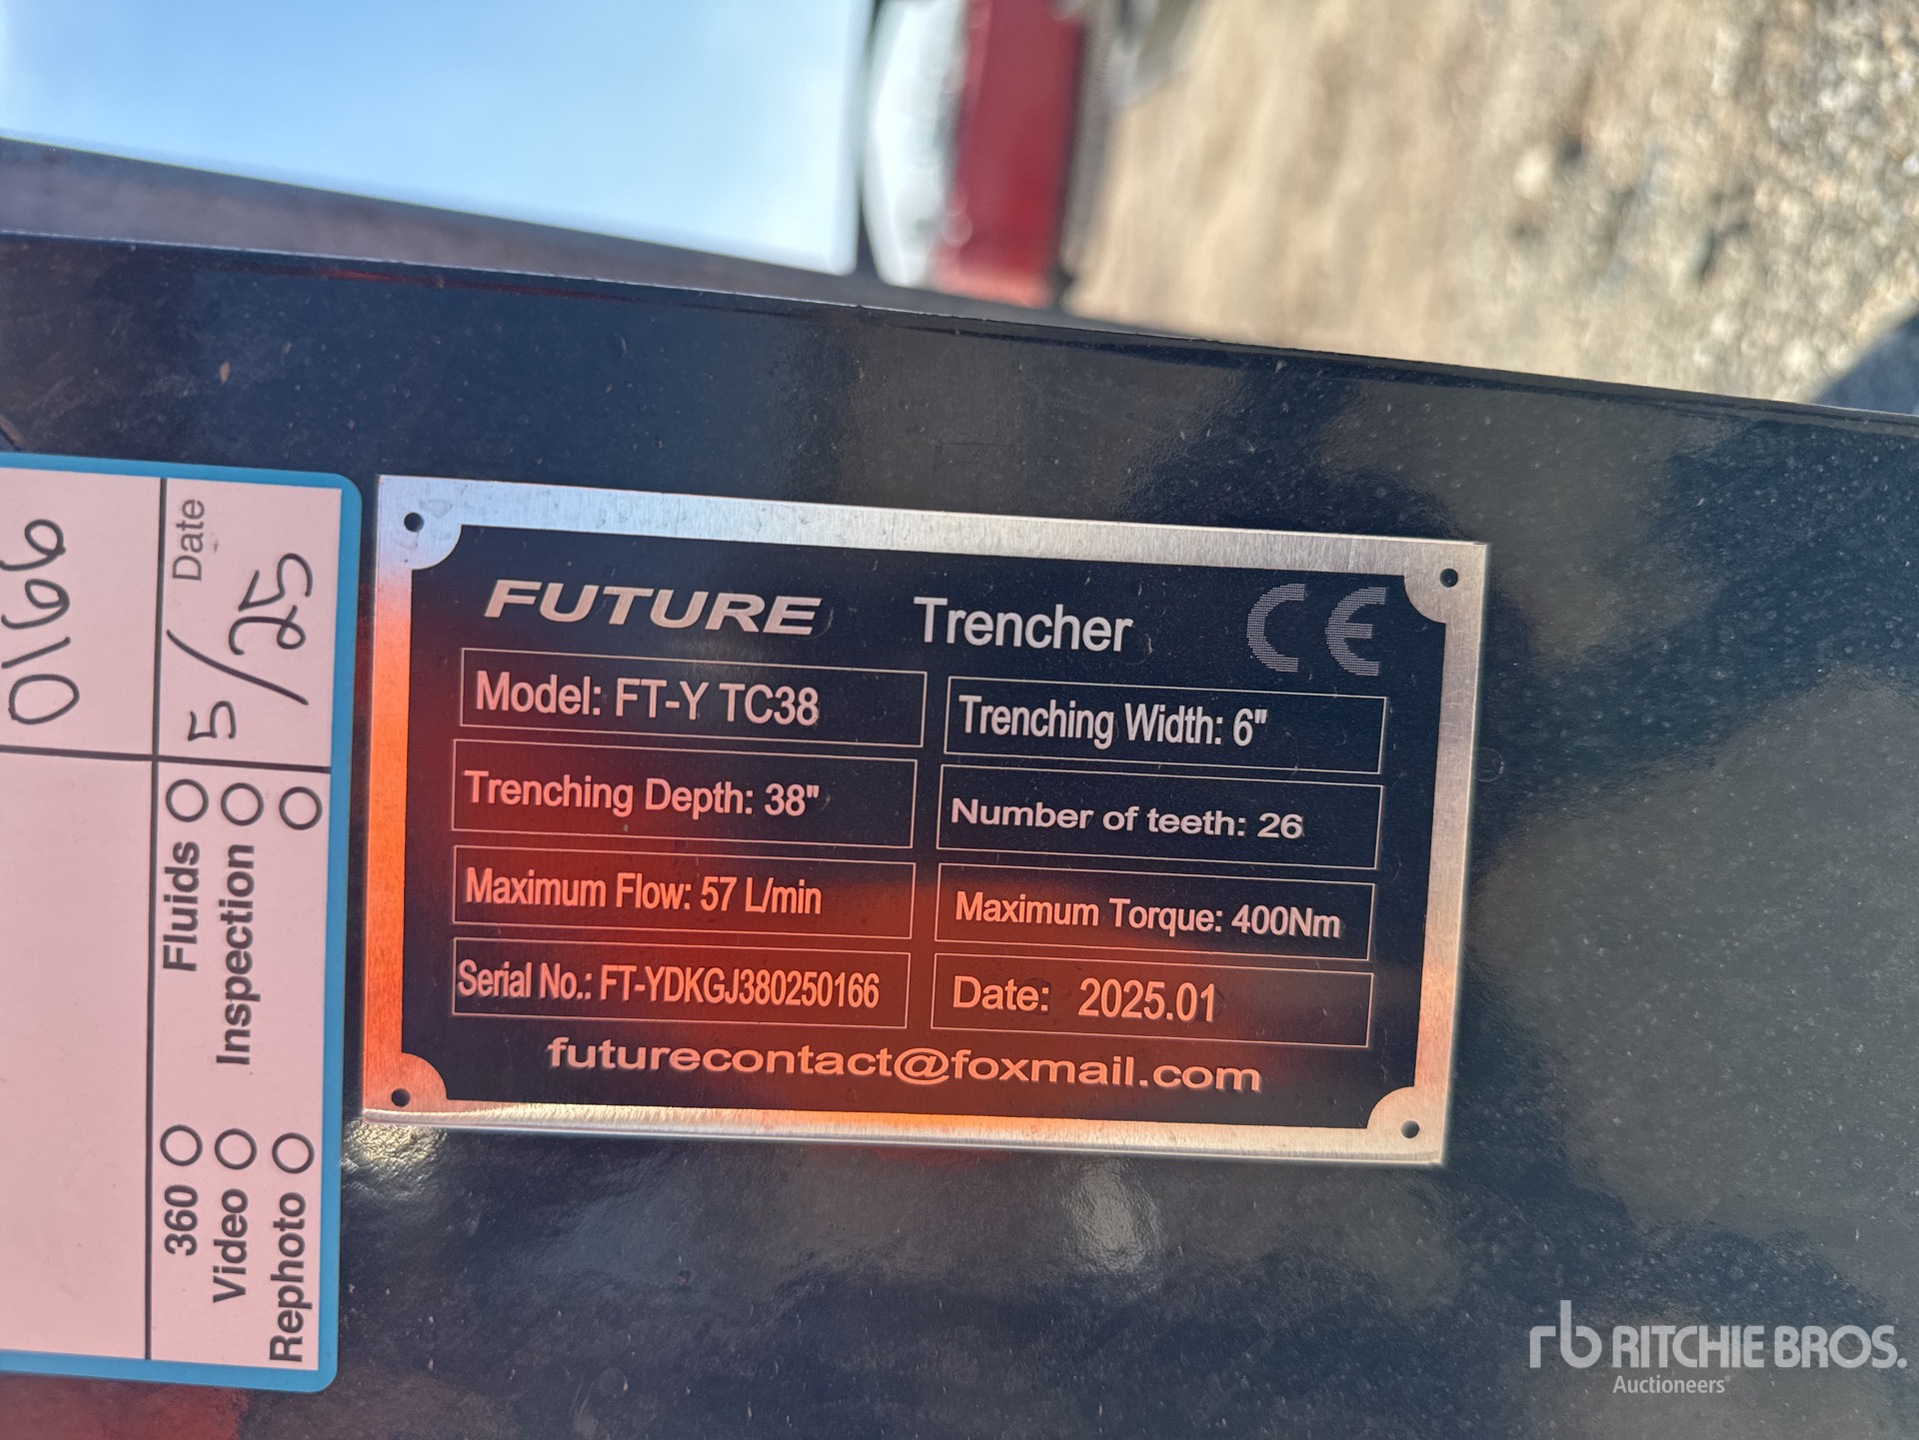 0166
Date
5/25
Fluids
Inspection
360
Video
Rephoto
FUTURE Trencher CE
Model: FT-Y TC38
Trenching Width: 6"
Trenching Depth: 38"
Number of teeth: 26
Maximum Flow: 57 L/min
Maximum Torque: 400Nm
Serial No.: FT-YDKGJ380250166
Date: 2025.01
futurecontact@foxmail.com
rb RITCHIE BROS.
Auctioneers